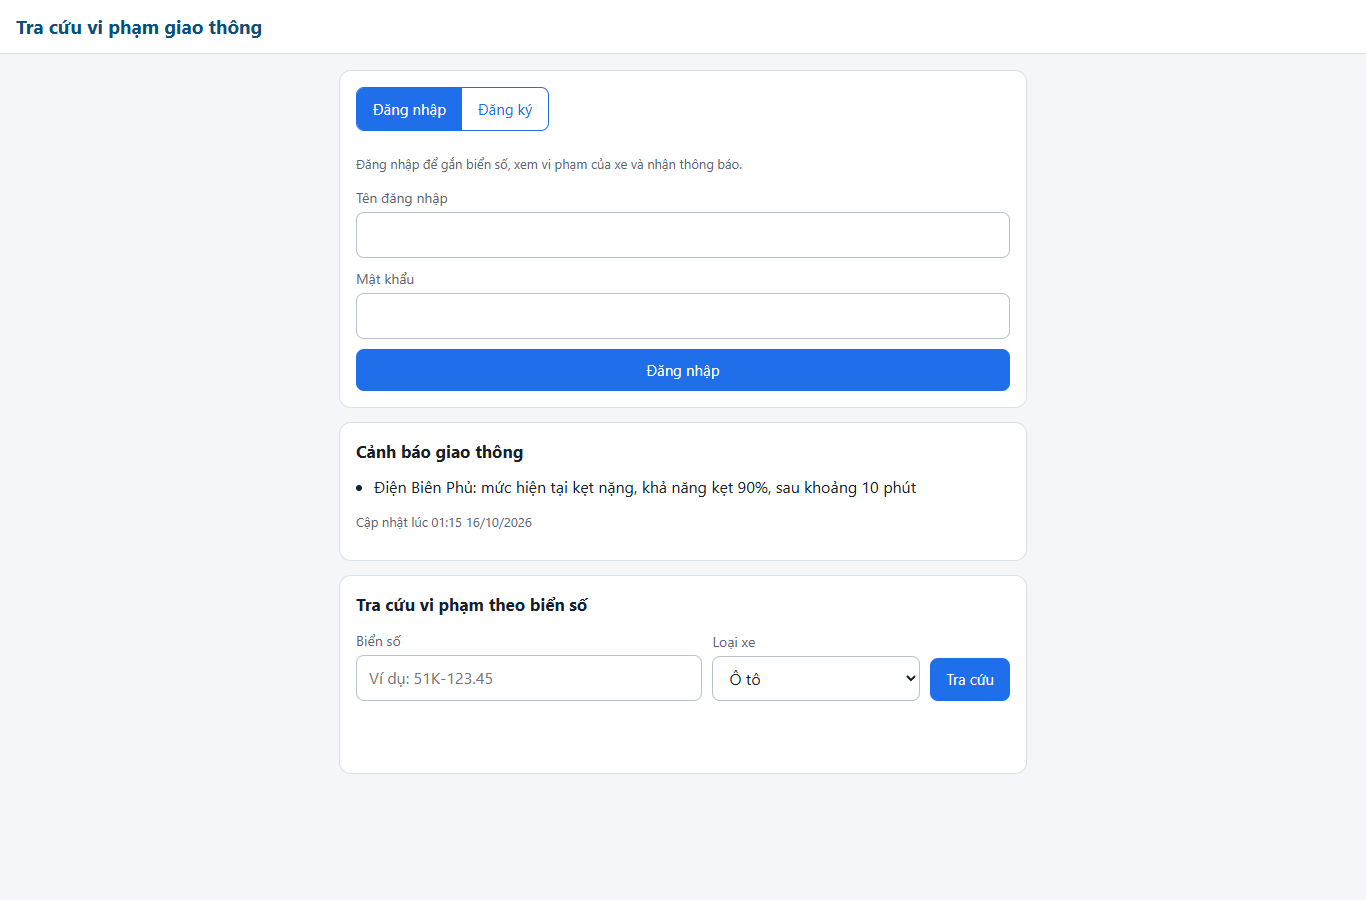 Tra cứu vi phạm giao thông
Đăng nhập
Đăng ký
Đăng nhập để gắn biển số, xem vi phạm của xe và nhận thông báo.
Tên đăng nhập
Mật khẩu
Đăng nhập
Cảnh báo giao thông
• Điện Biên Phủ: mức hiện tại kẹt nặng, khả năng kẹt 90%, sau khoảng 10 phút
Cập nhật lúc 01:15 16/10/2026
Tra cứu vi phạm theo biển số
Biển số
Loại xe
Ví dụ: 51K-123.45
Ô tô
Tra cứu